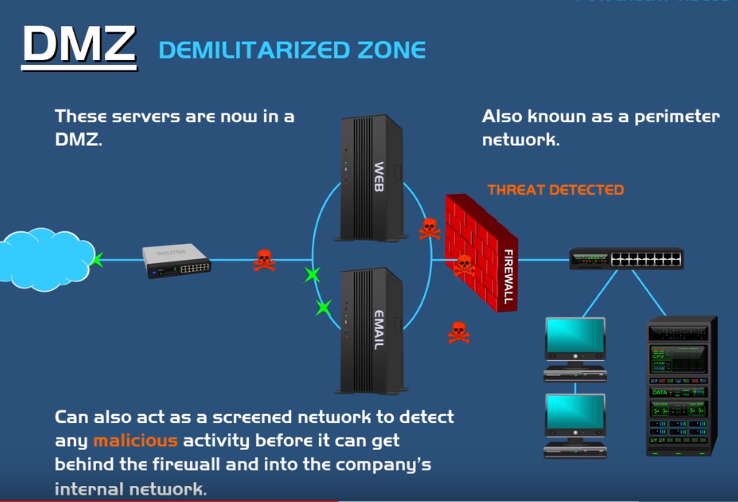 DMZ DEMILITARIZED ZONE
These servers are now in a
DMZ.
Also known as a perimeter
network.
THREAT DETECTED
WEB
FIREWALL
EMAIL
DATA
Can also act as a screened network to detect
any malicious activity before it can get
behind the firewall and into the company's
internal network.